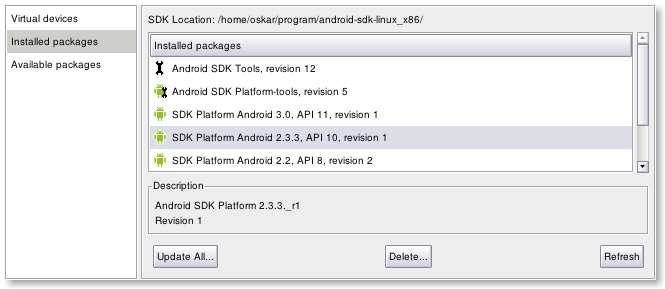 Virtual devices
Installed packages
Available packages
SDK Location: /home/oskar/program/android-sdk-linux_x86/
Installed packages
Android SDK Tools, revision 12
Android SDK Platform-tools, revision 5
SDK Platform Android 3.0, API 11, revision 1
SDK Platform Android 2.3.3, API 10, revision 1
SDK Platform Android 2.2, API 8, revision 2
Description
Android SDK Platform 2.3.3._r1
Revision 1
Update All...
Delete...
Refresh